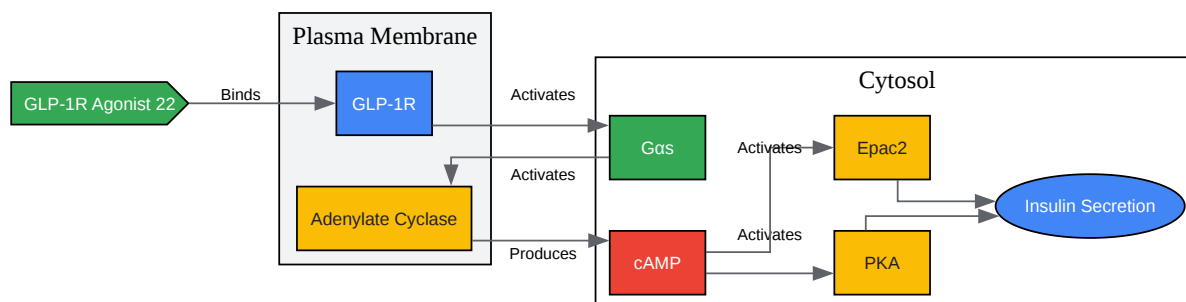 Plasma Membrane
Cytosol
GLP-1R Agonist 22
Binds
GLP-1R
Activates
Gαs
Activates
Epac2
Activates
Adenylate Cyclase
Insulin Secretion
Produces
cAMP
Activates
PKA